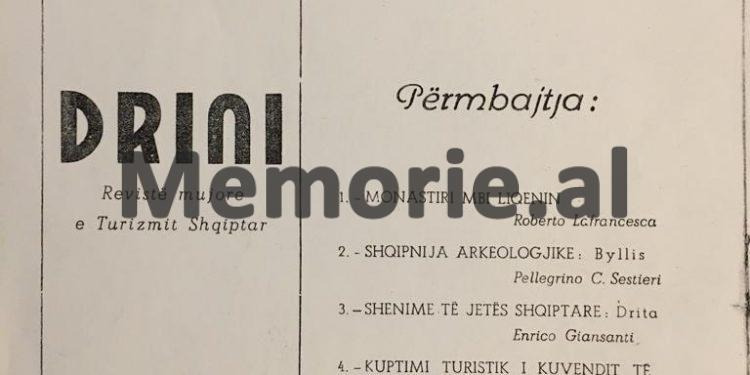 DRINI
Revistë mujore
e Turizmit Shqiptar
Memorie.al
Përmbajtja:
1. - MONASTIRI MBI LIQENIN
Roberto Lafrancesca
2. - SHQIPNIJA ARKEOLOGJIKE: Byllis
Pellegrino C. Sestieri
3. - SHENIME TË JETËS SHQIPTARE: Drita
Enrico Giansanti
4. - KUPTIMI TURISTIK I KUVENDIT TË